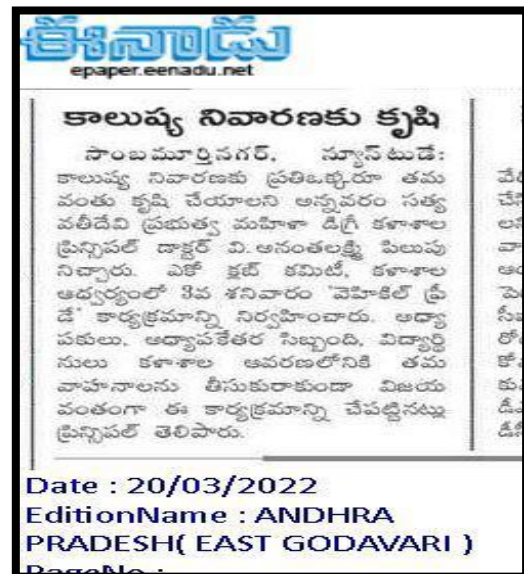 ఈనాడు
epaper.eenadu.net
కాలుష్య నివారణకు కృషి
సాంబమూర్తినగర్, న్యూస్‌టుడే:
కాలుష్య నివారణకు ప్రతిఒక్కరూ తమ
వంతు కృషి చేయాలని అన్నవరం సత్య
వతీదేవి ప్రభుత్వ మహిళా డిగ్రీ కళాశాల
ప్రిన్సిపల్ డాక్టర్ వి.అనంతలక్ష్మి పిలుపు
నిచ్చారు. ఎకో క్లబ్ కమిటీ, కళాశాల
ఆధ్వర్యంలో 3వ శనివారం 'వెహికిల్ ఫ్రీ
డే' కార్యక్రమాన్ని నిర్వహించారు. అధ్యా
పకులు, అధ్యాపకేతర సిబ్బంది, విద్యార్థి
నులు కళాశాల ఆవరణలోనికి తమ
వాహనాలను తీసుకురాకుండా విజయ
వంతంగా ఈ కార్యక్రమాన్ని చేపట్టినట్లు
ప్రిన్సిపల్ తెలిపారు.
Date : 20/03/2022
EditionName : ANDHRA
PRADESH( EAST GODAVARI )
PageNo :